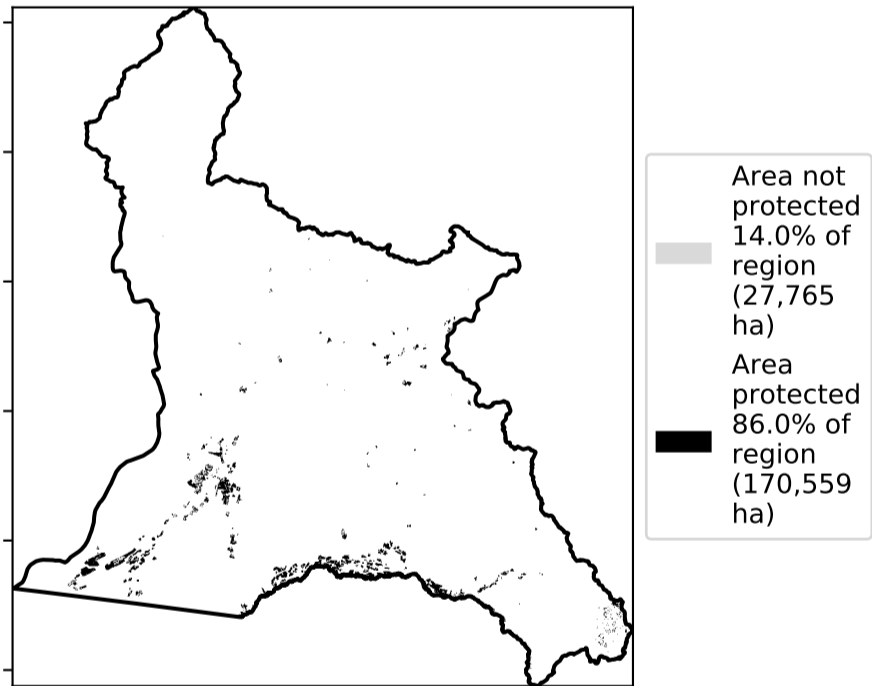 Area not
protected
14.0% of
region
(27,765
ha)
Area
protected
86.0% of
region
(170,559
ha)